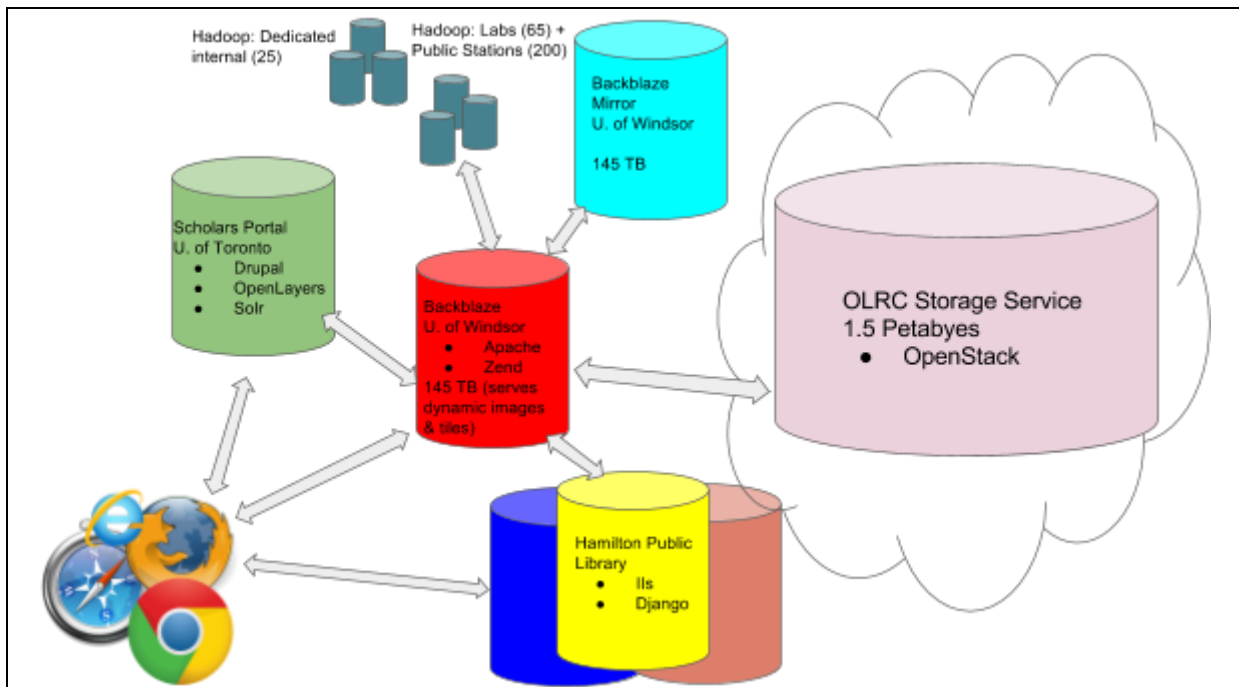 Hadoop: Dedicated
internal (25)
Hadoop: Labs (65) +
Public Stations (200)
Backblaze
Mirror
U. of Windsor
145 TB
Scholars Portal
U. of Toronto
● Drupal
● OpenLayers
● Solr
Backblaze
U. of Windsor
● Apache
● Zend
145 TB (serves
dynamic images
& tiles)
OLRC Storage Service
1.5 Petabyes
● OpenStack
Hamilton Public
Library
● IIs
● Django